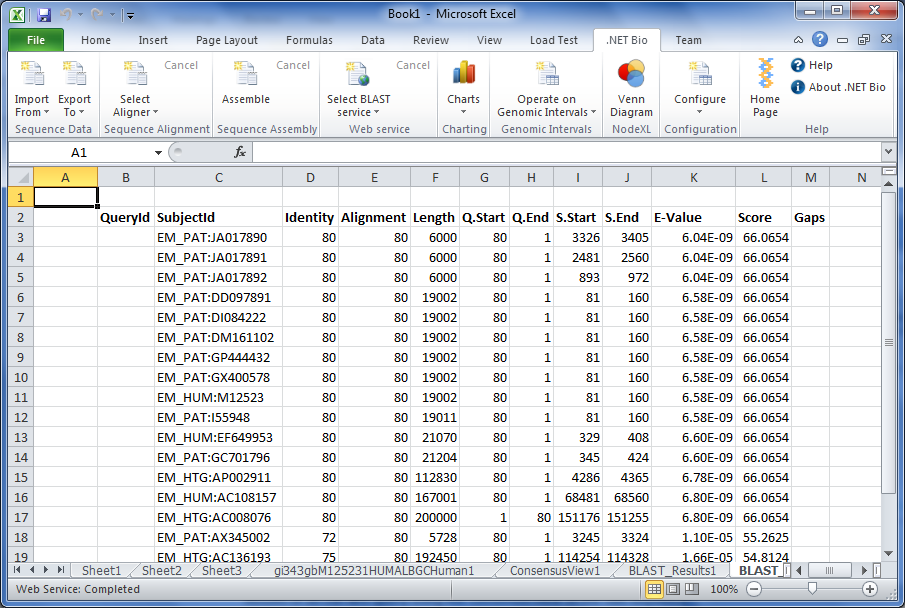 Book1 - Microsoft Excel
File Home Insert Page Layout Formulas Data Review View Load Test .NET Bio Team
Import From Export To
Sequence Data
Select Aligner Cancel
Sequence Alignment
Assemble Cancel
Sequence Assembly
Select BLAST service Cancel
Web service
Charts
Charting
Operate on Genomic Intervals
Genomic Intervals
Venn Diagram
NodeXL
Configure
Configuration
Home Page Help About .NET Bio
Help
A1 fx
A B C D E F G H I J K L M N
1
2 QueryId SubjectId Identity Alignment Length Q.Start Q.End S.Start S.End E-Value Score Gaps
3 EM_PAT:JA017890 80 80 6000 80 1 3326 3405 6.04E-09 66.0654
4 EM_PAT:JA017891 80 80 6000 80 1 2481 2560 6.04E-09 66.0654
5 EM_PAT:JA017892 80 80 6000 80 1 893 972 6.04E-09 66.0654
6 EM_PAT:DD097891 80 80 19002 80 1 81 160 6.58E-09 66.0654
7 EM_PAT:DI084222 80 80 19002 80 1 81 160 6.58E-09 66.0654
8 EM_PAT:DM161102 80 80 19002 80 1 81 160 6.58E-09 66.0654
9 EM_PAT:GP444432 80 80 19002 80 1 81 160 6.58E-09 66.0654
10 EM_PAT:GX400578 80 80 19002 80 1 81 160 6.58E-09 66.0654
11 EM_HUM:M12523 80 80 19002 80 1 81 160 6.58E-09 66.0654
12 EM_PAT:I55948 80 80 19011 80 1 81 160 6.58E-09 66.0654
13 EM_HUM:EF649953 80 80 21070 80 1 329 408 6.60E-09 66.0654
14 EM_PAT:GC701796 80 80 21204 80 1 345 424 6.60E-09 66.0654
15 EM_HTG:AP002911 80 80 112830 80 1 4286 4365 6.78E-09 66.0654
16 EM_HUM:AC108157 80 80 167001 80 1 68481 68560 6.80E-09 66.0654
17 EM_HTG:AC008076 80 80 200000 1 80 151176 151255 6.80E-09 66.0654
18 EM_PAT:AX345002 72 80 5728 80 1 3245 3324 1.10E-05 55.2625
19 EM_HTG:AC136193 75 80 192450 80 1 114254 114328 1.66E-05 54.8124
Sheet1 Sheet2 Sheet3 gi343gbM125231HUMALBGCHuman1 ConsensusView1 BLAST_Results1 BLAST_
Web Service: Completed 100%